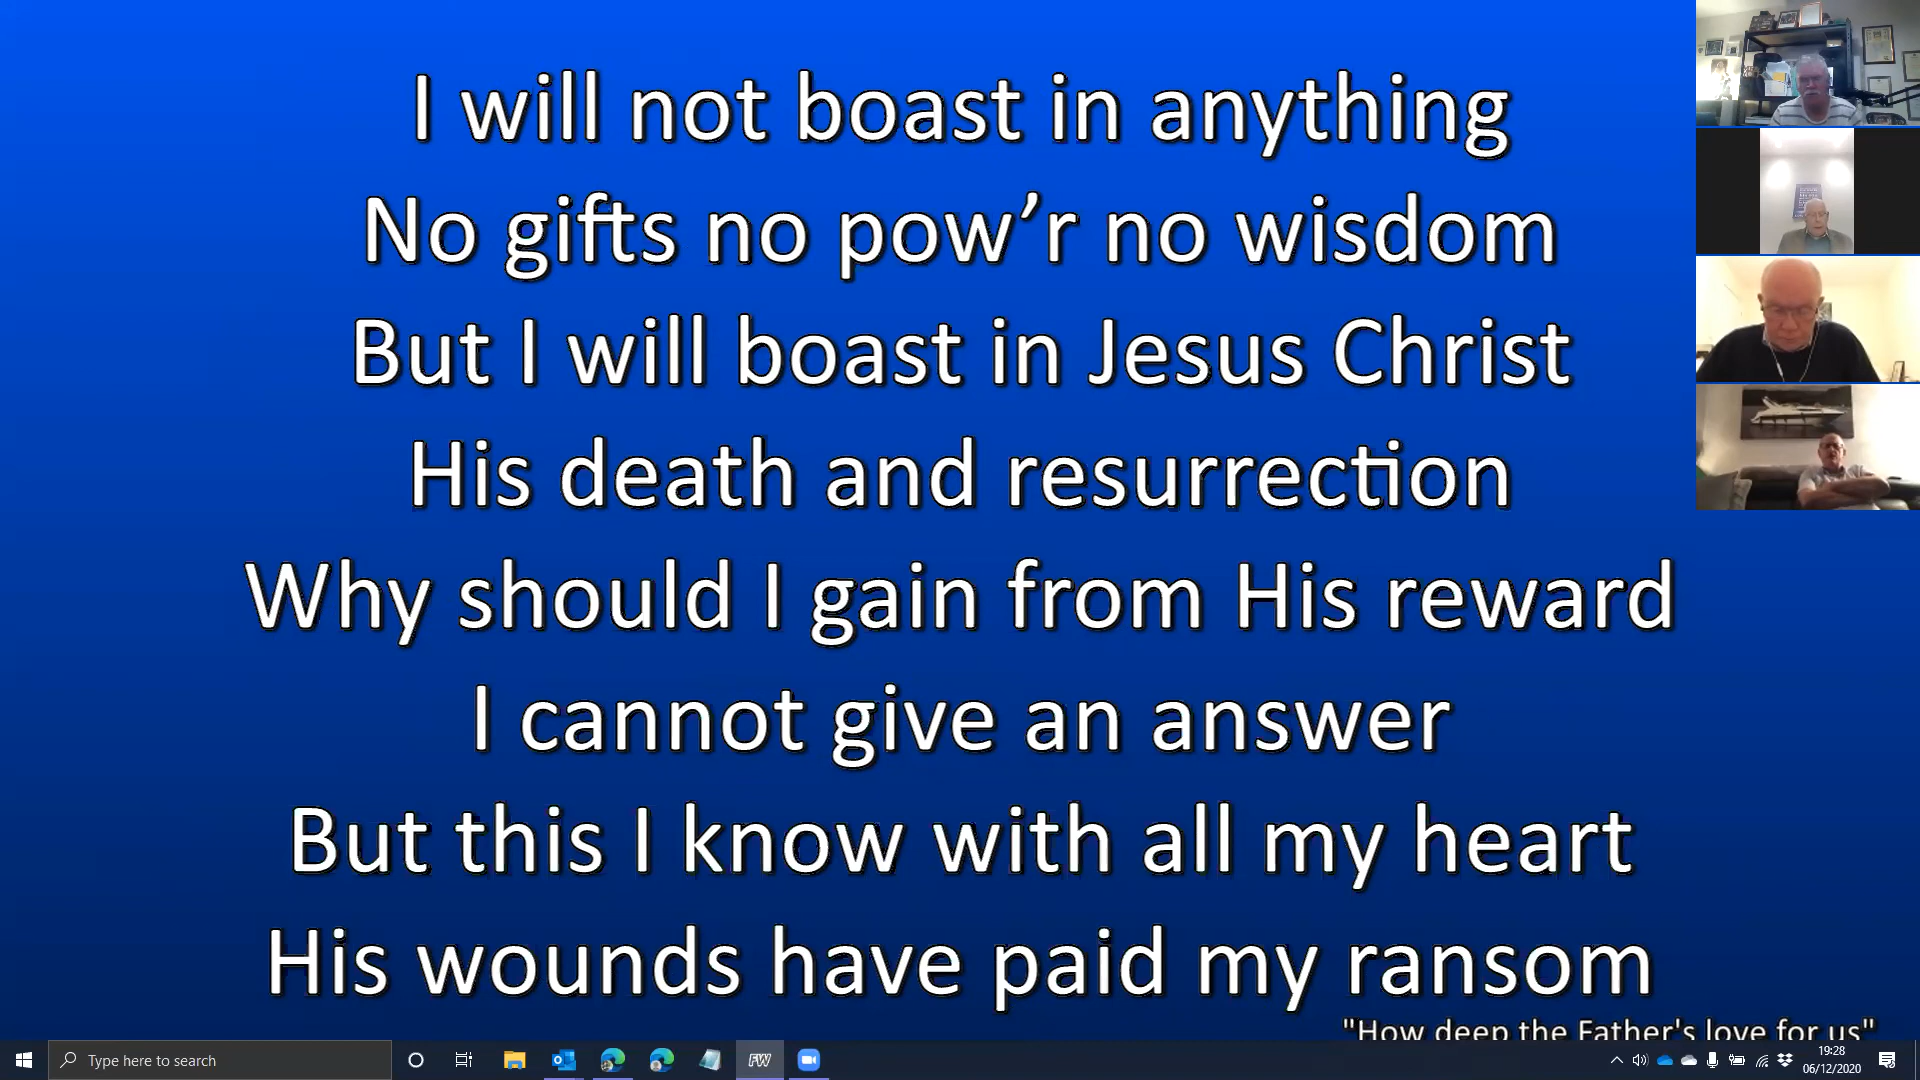 I will not boast in anything
No gifts no pow’r no wisdom
But I will boast in Jesus Christ
His death and resurrection
Why should I gain from His reward
I cannot give an answer
But this I know with all my heart
His wounds have paid my ransom
"How deep the Father's love for us"
Type here to search
FW
19:28
06/12/2020